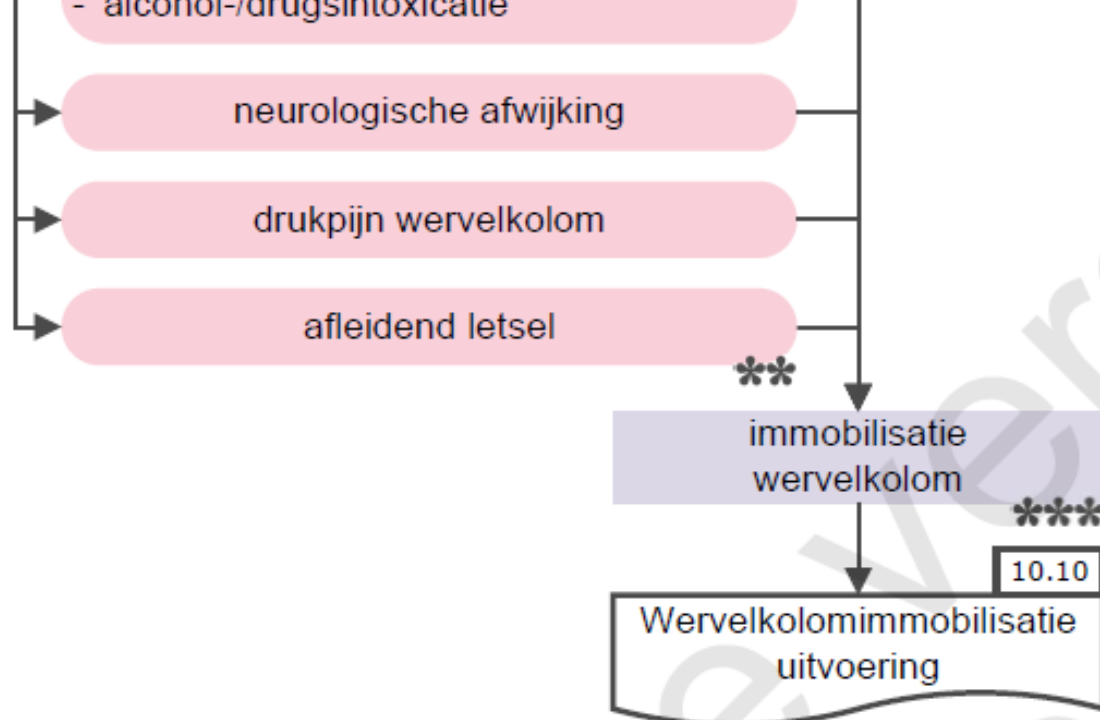 - alcohol-/drugsintoxicatie
neurologische afwijking
drukpijn wervelkolom
afleidend letsel
**
immobilisatie
wervelkolom
***
10.10
Wervelkolomimmobilisatie
uitvoering